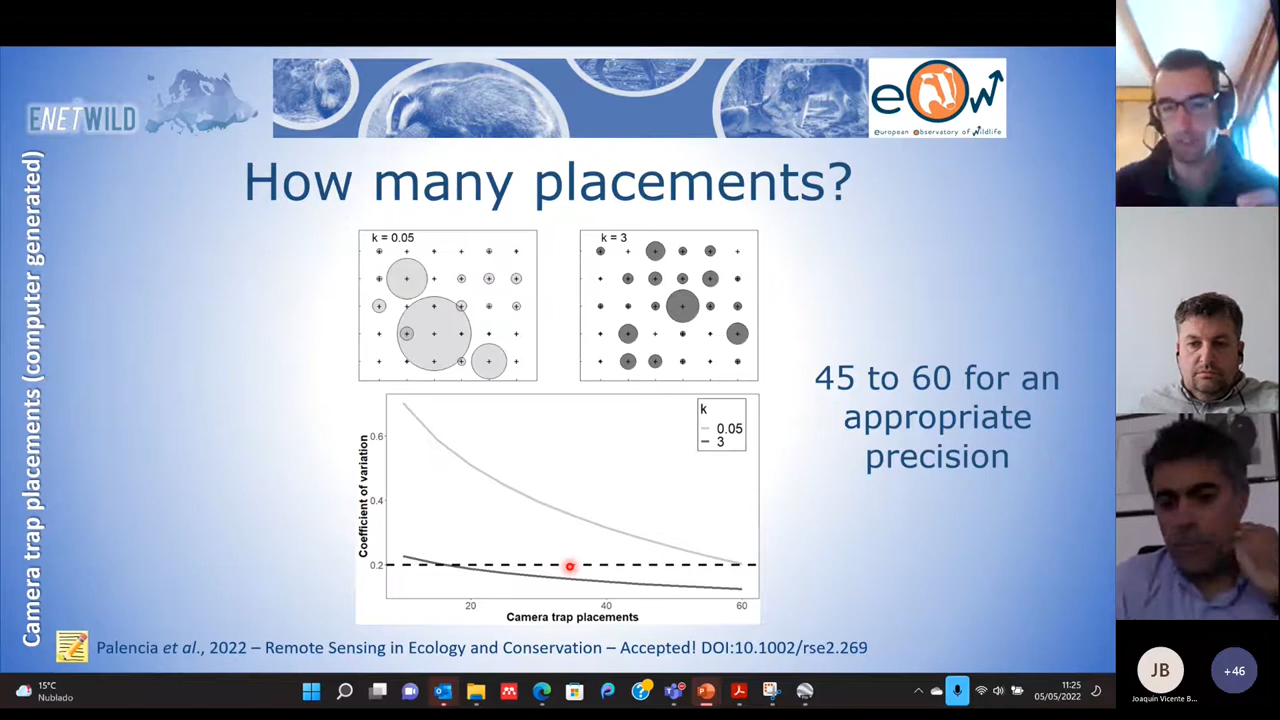 ENETWILD
eow
european observatory of wildlife
Camera trap placements (computer generated)
How many placements?
k = 0.05
k = 3
k
0.05
3
0.6
0.4
0.2
Coefficient of variation
20
40
60
Camera trap placements
45 to 60 for an
appropriate
precision
Palencia et al., 2022 – Remote Sensing in Ecology and Conservation – Accepted! DOI:10.1002/rse2.269
15°C
Nublado
11:25
05/05/2022
JB
Joaquín Vicente B...
+46